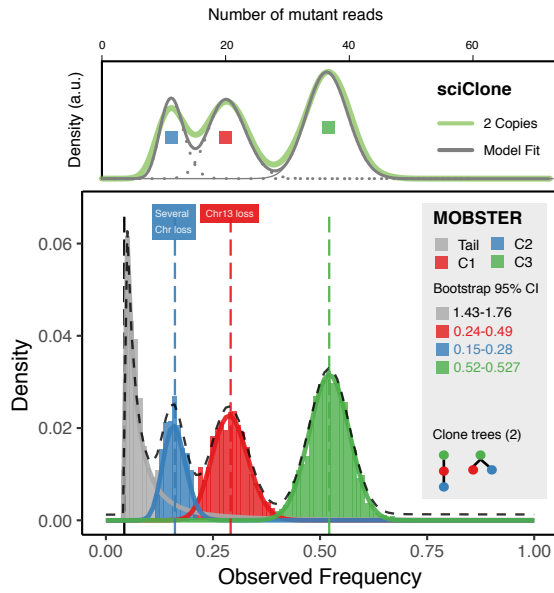 Number of mutant reads
0 20 40 60
Density (a.u.)
sciClone
2 Copies
Model Fit
Density
0.06
0.04
0.02
0.00
Several
Chr loss
Chr13 loss
MOBSTER
Tail C2
C1 C3
Bootstrap 95% CI
1.43-1.76
0.24-0.49
0.15-0.28
0.52-0.527
Clone trees (2)
0.00 0.25 0.50 0.75 1.00
Observed Frequency